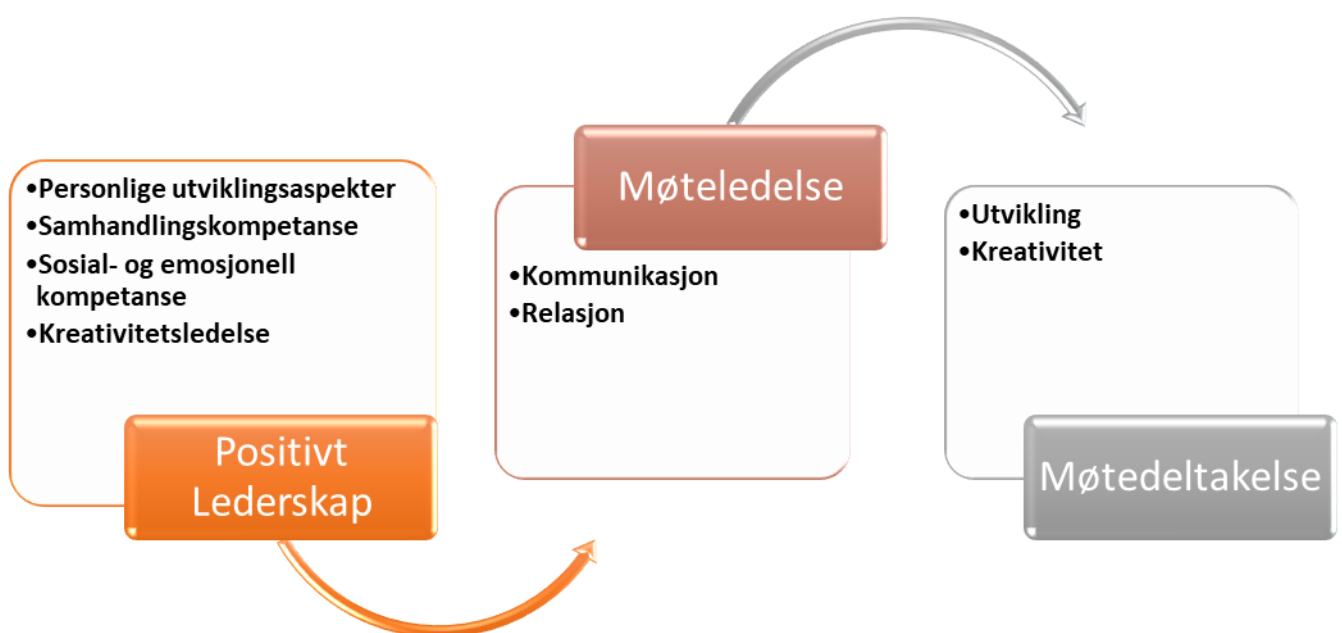 •Personlige utviklingsaspekter
•Samhandlingskompetanse
•Sosial- og emosjonell
kompetanse
•Kreativitetsledelse
Positivt
Lederskap
Møteledelse
•Kommunikasjon
•Relasjon
•Utvikling
•Kreativitet
Møtedeltakelse